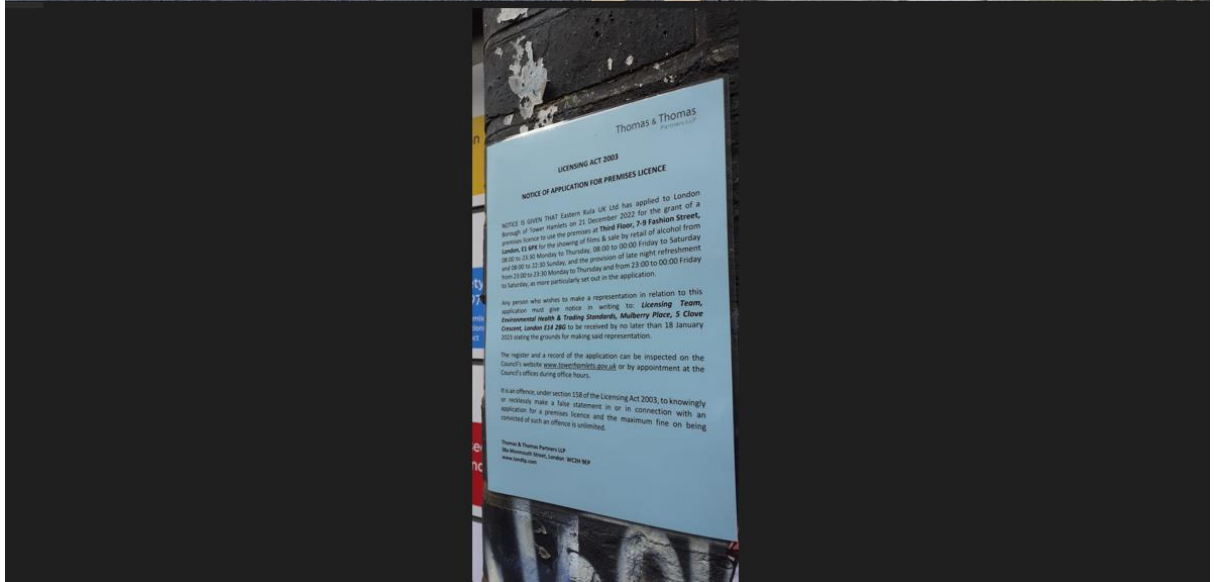 Thomas & Thomas
Partners LLP
LICENSING ACT 2003
NOTICE OF APPLICATION FOR PREMISES LICENCE
NOTICE IS GIVEN THAT Eastern Kula UK Ltd has applied to London
Borough of Tower Hamlets on 21 December 2022 for the grant of a
premises licence to use the premises at Third Floor, 7-9 Fashion Street,
London, E1 6PX for the showing of films & sale by retail of alcohol from
08:00 to 23:30 Monday to Thursday, 08:00 to 00:00 Friday to Saturday
and 08:00 to 22:30 Sunday, and the provision of late night refreshment
from 23:00 to 23:30 Monday to Thursday and from 23:00 to 00:00 Friday
to Saturday, as more particularly set out in the application.
Any person who wishes to make a representation in relation to this
application must give notice in writing to: Licensing Team,
Environmental Health & Trading Standards, Mulberry Place, 5 Clove
Crescent, London E14 2BG to be received by no later than 18 January
2023 stating the grounds for making said representation.
The register and a record of the application can be inspected on the
Council's website www.towerhamlets.gov.uk or by appointment at the
Council's offices during office hours.
It is an offence, under section 158 of the Licensing Act 2003, to knowingly
or recklessly make a false statement in or in connection with an
application for a premises licence and the maximum fine on being
convicted of such an offence is unlimited.
Thomas & Thomas Partners LLP
38a Monmouth Street, London WC2H 9EP
www.tandtp.com